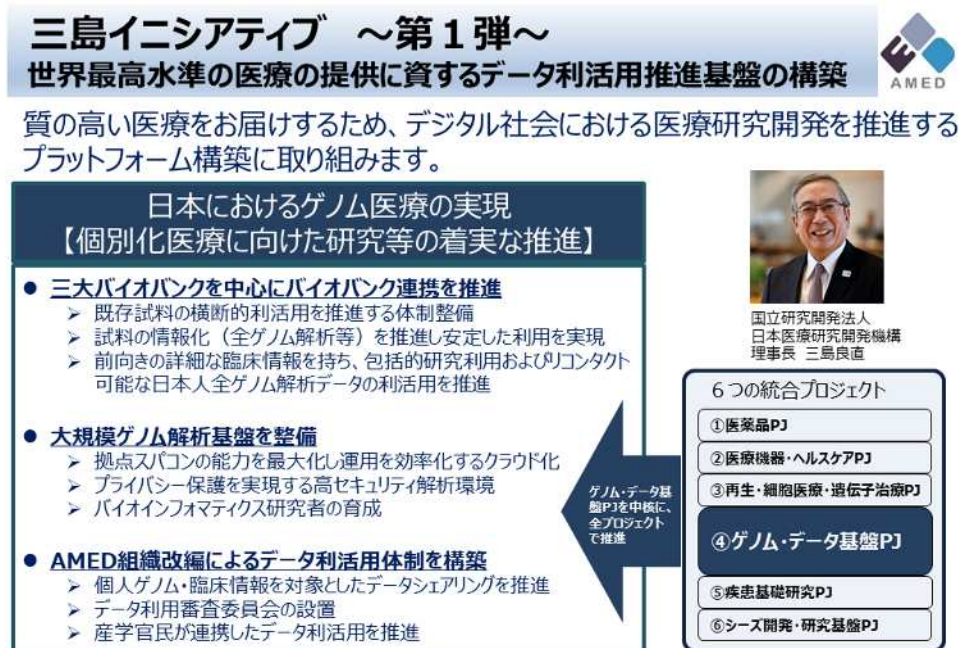 三島イニシアティブ ～第１弾～
世界最高水準の医療の提供に資するデータ利活用推進基盤の構築
AMED
質の高い医療をお届けするため、デジタル社会における医療研究開発を推進する
プラットフォーム構築に取り組みます。
日本におけるゲノム医療の実現
【個別化医療に向けた研究等の着実な推進】
● 三大バイオバンクを中心にバイオバンク連携を推進
➢ 既存試料の横断的利活用を推進する体制整備
➢ 試料の情報化（全ゲノム解析等）を推進し安定した利用を実現
➢ 前向きの詳細な臨床情報を持ち、包括的研究利用およびリコンタクト
可能な日本人全ゲノム解析データの利活用を推進
● 大規模ゲノム解析基盤を整備
➢ 拠点スパコンの能力を最大化し運用を効率化するクラウド化
➢ プライバシー保護を実現する高セキュリティ解析環境
➢ バイオインフォマティクス研究者の育成
● AMED組織改編によるデータ利活用体制を構築
➢ 個人ゲノム・臨床情報を対象としたデータシェアリングを推進
➢ データ利用審査委員会の設置
➢ 産学官民が連携したデータ利活用を推進
ゲノム・データ基
盤PJを中核に、
全プロジェクト
で推進
国立研究開発法人
日本医療研究開発機構
理事長 三島良直
６つの統合プロジェクト
①医薬品PJ
②医療機器・ヘルスケアPJ
③再生・細胞医療・遺伝子治療PJ
④ゲノム・データ基盤PJ
⑤疾患基礎研究PJ
⑥シーズ開発・研究基盤PJ